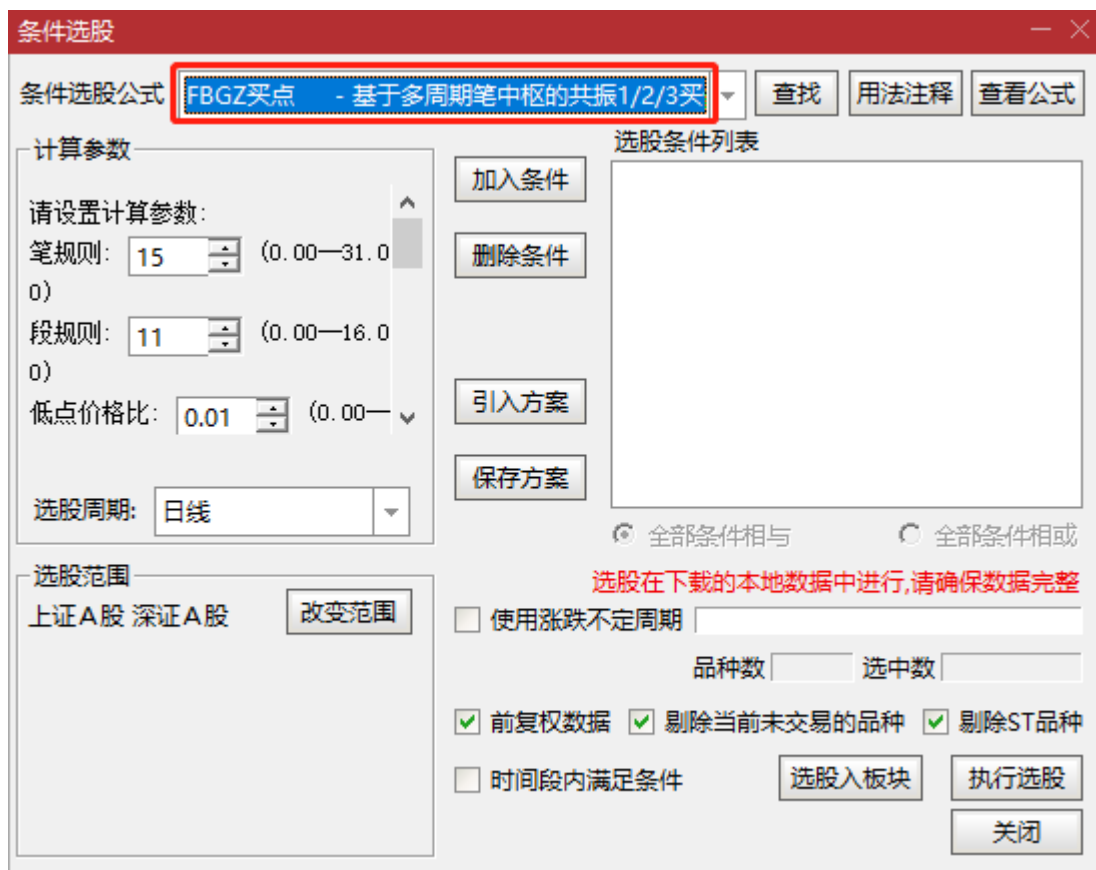 条件选股
条件选股公式 FBGZ买点 - 基于多周期笔中枢的共振1/2/3买 查找 用法注释 查看公式
计算参数
请设置计算参数:
笔规则: 15 (0.00—31.0
0)
段规则: 11 (0.00—16.0
0)
低点价格比: 0.01 (0.00—
选股周期: 日线
加入条件
删除条件
引入方案
保存方案
选股条件列表
全部条件相与 全部条件相或
选股范围
上证A股 深证A股 改变范围
选股在下载的本地数据中进行,请确保数据完整
使用涨跌不定周期
品种数 选中数
前复权数据 剔除当前未交易的品种 剔除ST品种
时间段内满足条件 选股入板块 执行选股
关闭